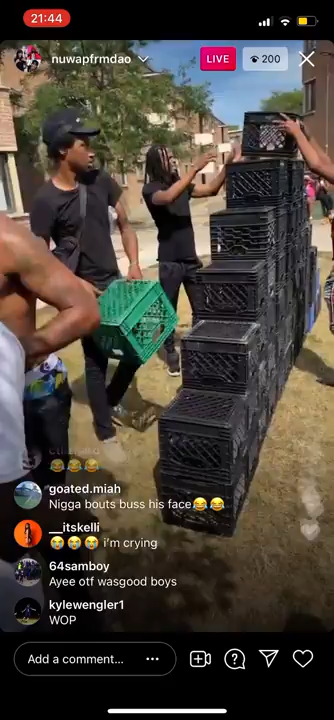 21:44
nuwapfrmdao
LIVE
200
😂😂😂
goated.miah
Nigga bouts buss his face😂😂
__itskelli
😭😭😭 i'm crying
64samboy
Ayee otf wasgood boys
kylewengler1
WOP
Add a comment...